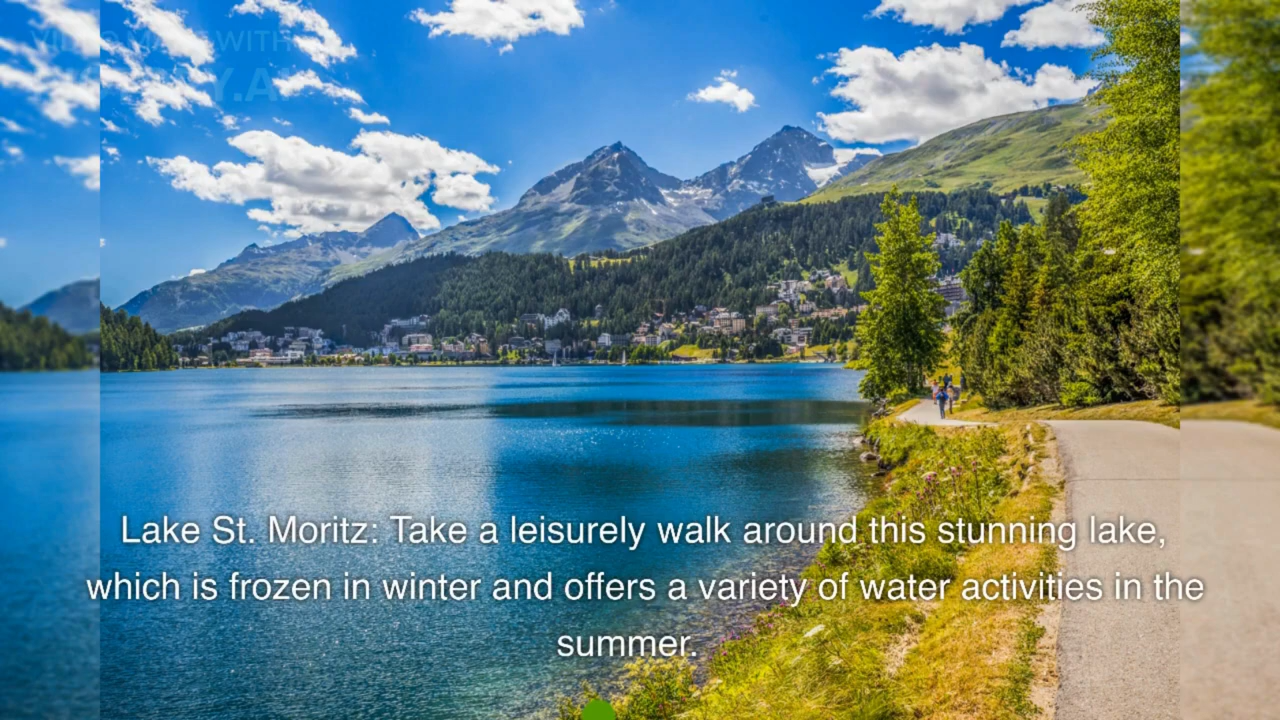 Lake St. Moritz: Take a leisurely walk around this stunning lake,
which is frozen in winter and offers a variety of water activities in the
summer.